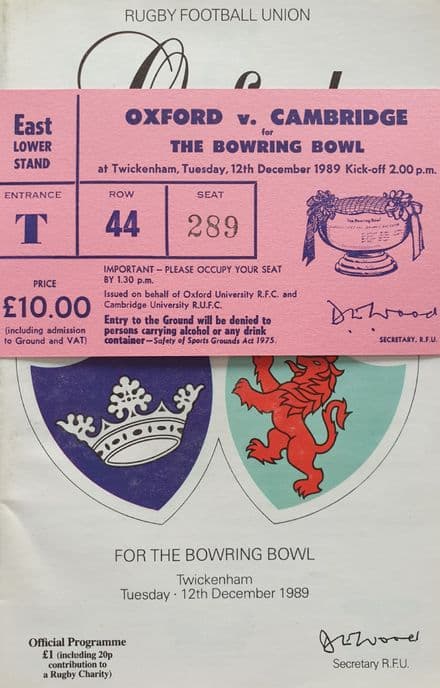 RUGBY FOOTBALL UNION
Oxford
East
LOWER
STAND
OXFORD v. CAMBRIDGE
for
THE BOWRING BOWL
at Twickenham, Tuesday, 12th December 1989 Kick-off 2.00 p.m.
ENTRANCE
T
ROW
44
SEAT
289
The Bowring Bowl
PRICE
£10.00
(including admission
to Ground and VAT)
IMPORTANT — PLEASE OCCUPY YOUR SEAT
BY 1.30 p.m.
Issued on behalf of Oxford University R.F.C. and
Cambridge University R.U.F.C.
Entry to the Ground will be denied to
persons carrying alcohol or any drink
container—Safety of Sports Grounds Act 1975.
SECRETARY, R.F.U.
FOR THE BOWRING BOWL
Twickenham
Tuesday · 12th December 1989
Official Programme
£1 (including 20p
contribution to
a Rugby Charity)
Secretary R.F.U.